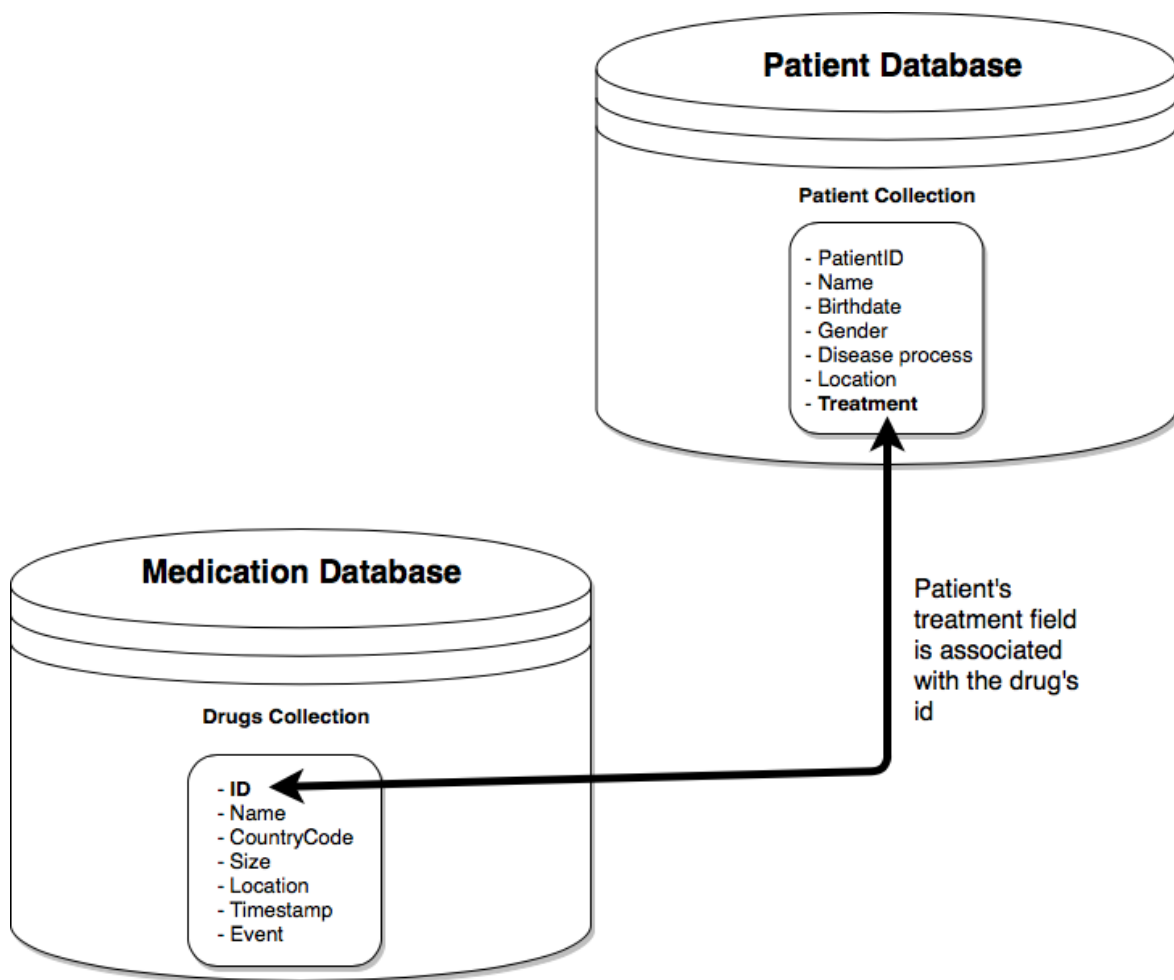 Patient Database
Patient Collection
- PatientID
- Name
- Birthdate
- Gender
- Disease process
- Location
- Treatment
Medication Database
Drugs Collection
- ID
- Name
- CountryCode
- Size
- Location
- Timestamp
- Event
Patient's
treatment field
is associated
with the drug's
id